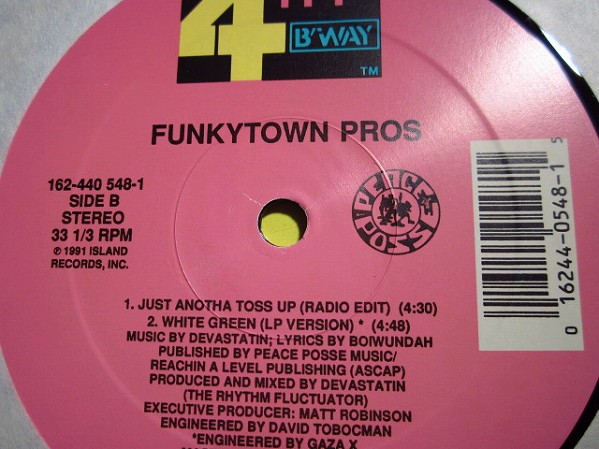 4
B'WAY
TM
FUNKYTOWN PROS
162-440 548-1
SIDE B
STEREO
33 1/3 RPM
℗ 1991 ISLAND
RECORDS, INC.
PEACE
POSSE
0 16244-0548-1 5
1. JUST ANOTHA TOSS UP (RADIO EDIT) (4:30)
2. WHITE GREEN (LP VERSION) * (4:48)
MUSIC BY DEVASTATIN; LYRICS BY BOIWUNDAH
PUBLISHED BY PEACE POSSE MUSIC/
REACHIN A LEVEL PUBLISHING (ASCAP)
PRODUCED AND MIXED BY DEVASTATIN
(THE RHYTHM FLUCTUATOR)
EXECUTIVE PRODUCER: MATT ROBINSON
ENGINEERED BY DAVID TOBOCMAN
*ENGINEERED BY GAZA X